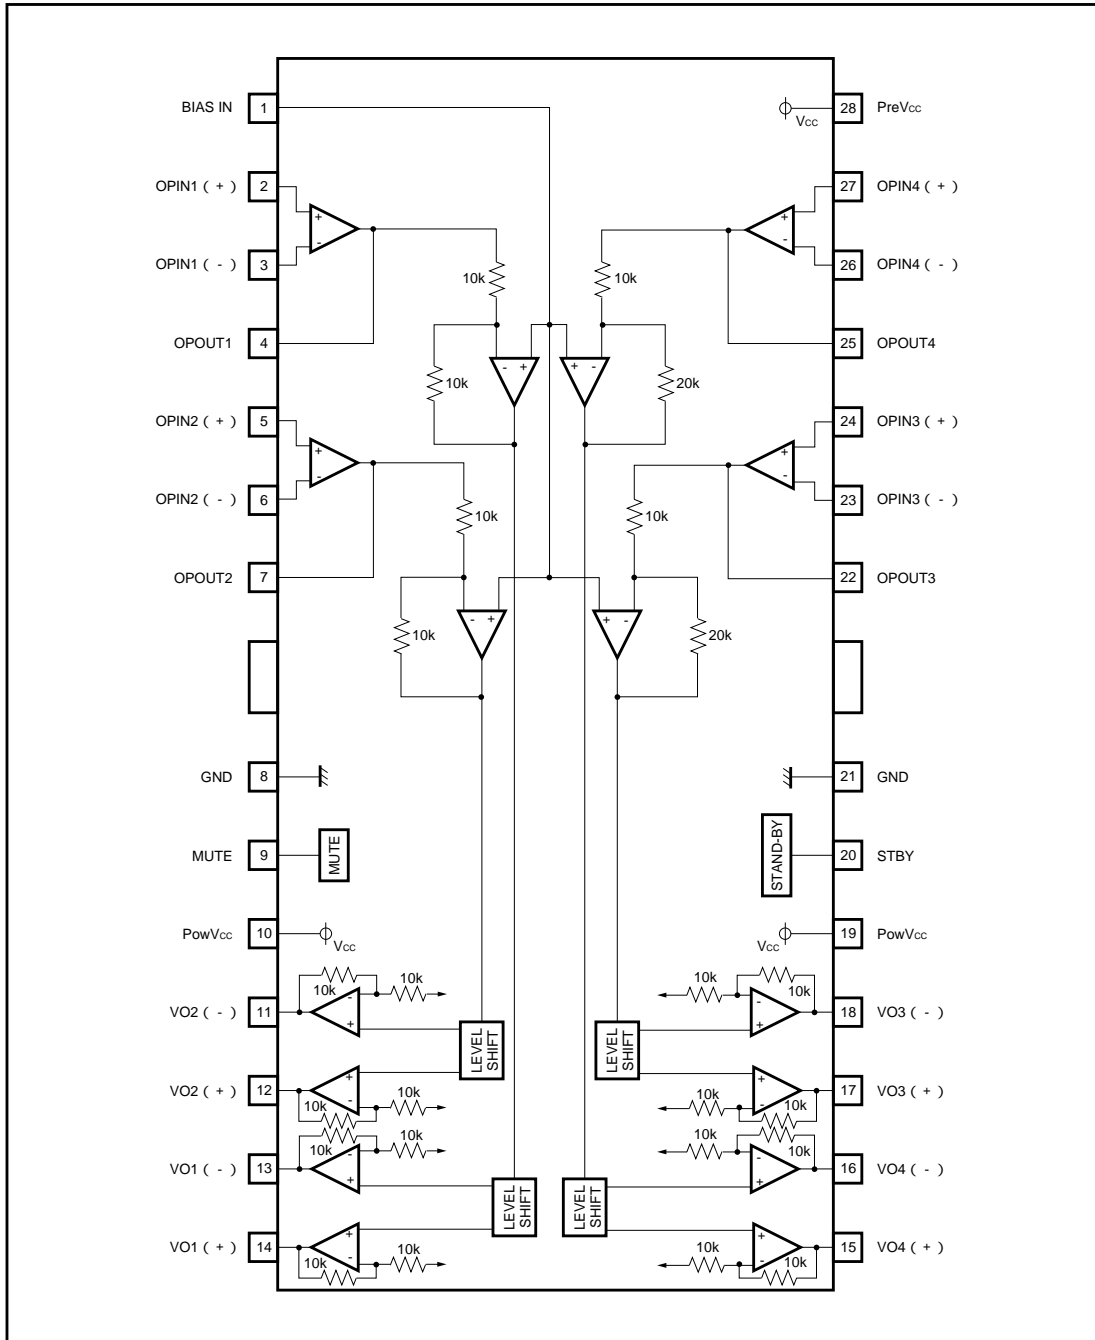 BIAS IN 1
28 PreVcc
Vcc
OPIN1 ( + ) 2
27 OPIN4 ( + )
+
-
+
-
OPIN1 ( - ) 3
26 OPIN4 ( - )
10k
10k
OPOUT1 4
25 OPOUT4
- +
+ -
10k
20k
OPIN2 ( + ) 5
24 OPIN3 ( + )
+
-
+
-
OPIN2 ( - ) 6
23 OPIN3 ( - )
10k
10k
OPOUT2 7
22 OPOUT3
- +
+ -
10k
20k
GND 8
21 GND
MUTE 9
MUTE
STAND-BY
20 STBY
PowVcc 10
Vcc
Vcc
19 PowVcc
10k
10k
10k
10k
VO2 ( - ) 11
-
+
-
+
18 VO3 ( - )
LEVEL
SHIFT
LEVEL
SHIFT
VO2 ( + ) 12
+
-
+
-
17 VO3 ( + )
10k
10k
10k
10k
10k
10k
10k
10k
VO1 ( - ) 13
-
+
-
+
16 VO4 ( - )
LEVEL
SHIFT
LEVEL
SHIFT
VO1 ( + ) 14
+
-
+
-
15 VO4 ( + )
10k
10k
10k
10k